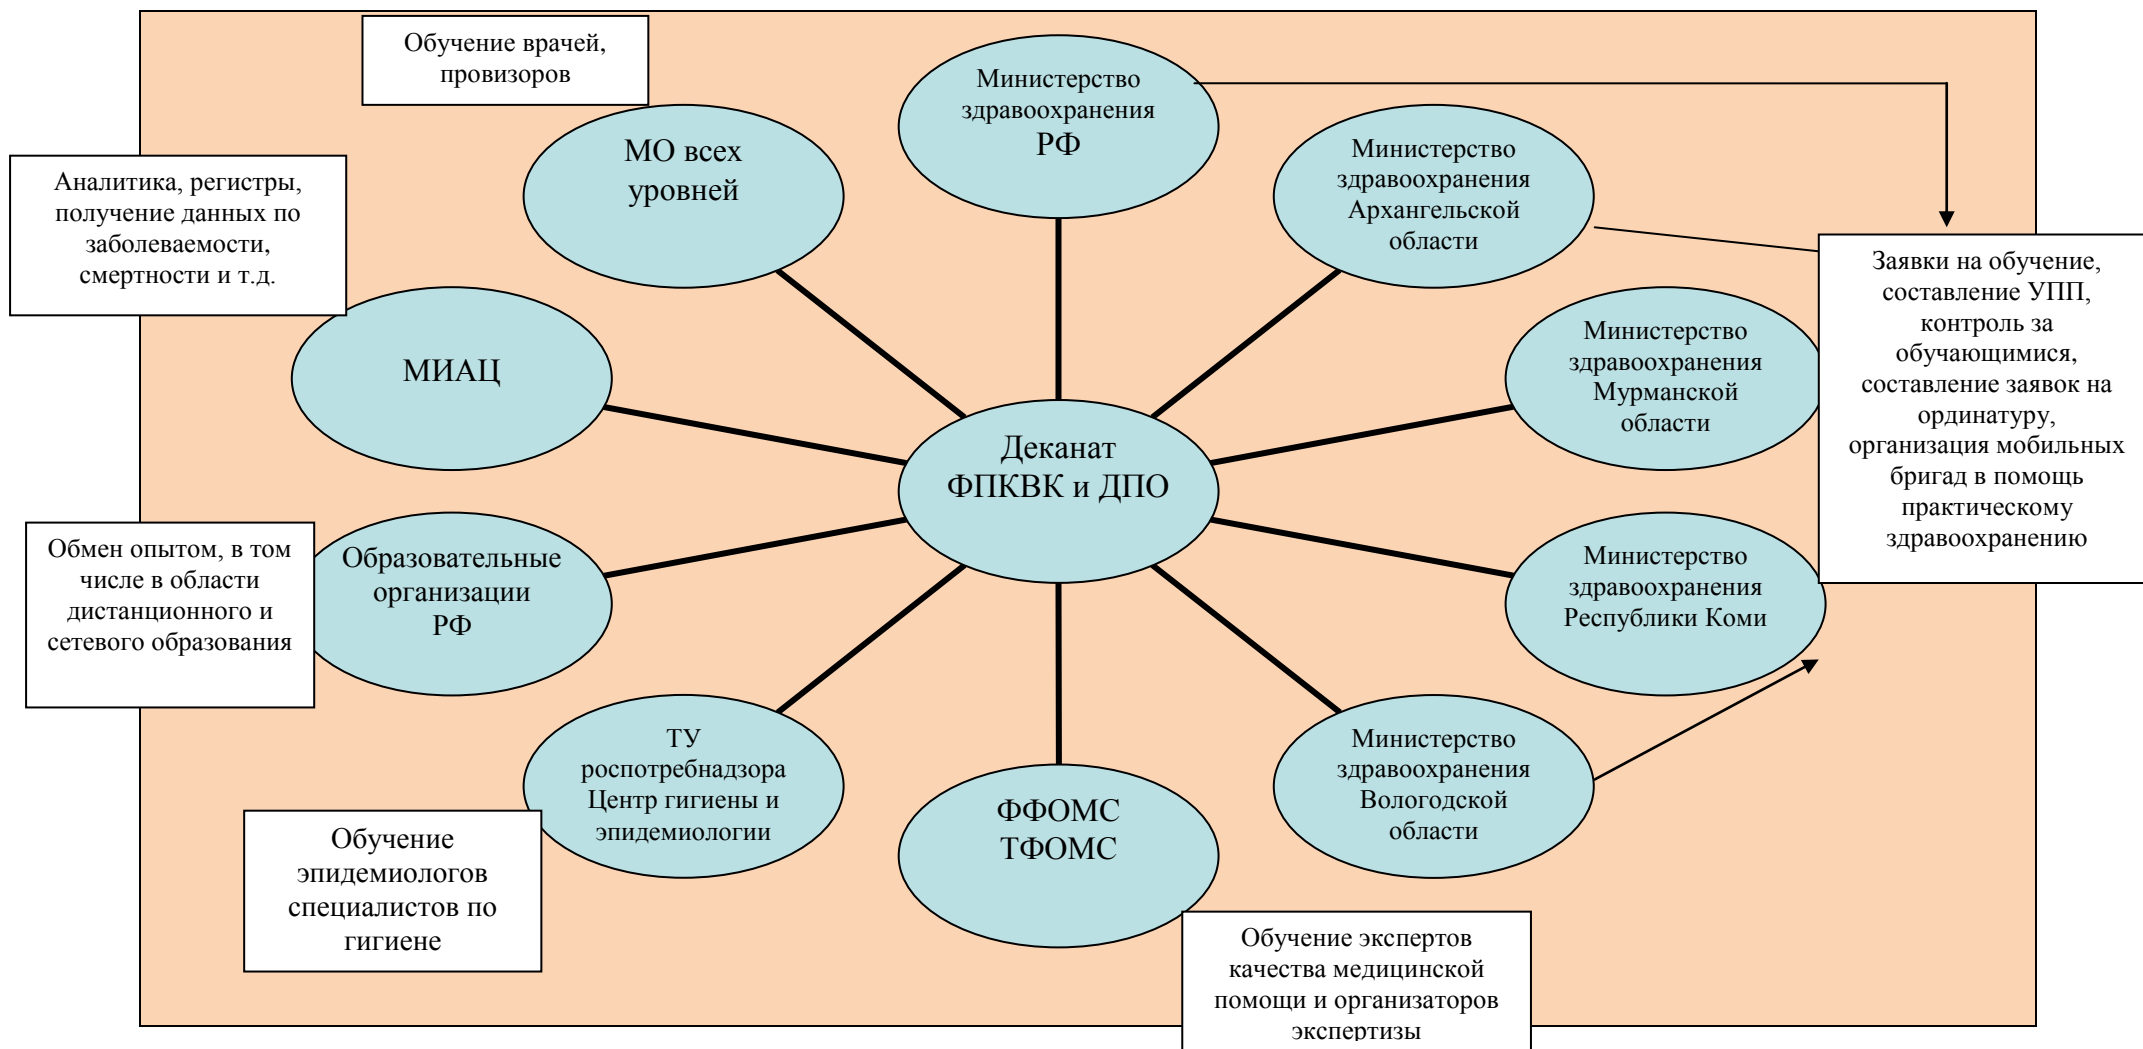 Обучение врачей,
провизоров
Министерство
здравоохранения
РФ
МО всех
уровней
Министерство
здравоохранения
Архангельской
области
Аналитика, регистры,
получение данных по
заболеваемости,
смертности и т.д.
Заявки на обучение,
составление УПП,
контроль за
обучающимися,
составление заявок на
ординатуру,
организация мобильных
бригад в помощь
практическому
здравоохранению
МИАЦ
Министерство
здравоохранения
Мурманской
области
Деканат
ФПКВК и ДПО
Обмен опытом, в том
числе в области
дистанционного и
сетевого образования
Образовательные
организации
РФ
Министерство
здравоохранения
Республики Коми
ТУ
роспотребнадзора
Центр гигиены и
эпидемиологии
Министерство
здравоохранения
Вологодской
области
ФФОМС
ТФОМС
Обучение
эпидемиологов
специалистов по
гигиене
Обучение экспертов
качества медицинской
помощи и организаторов
экспертизы